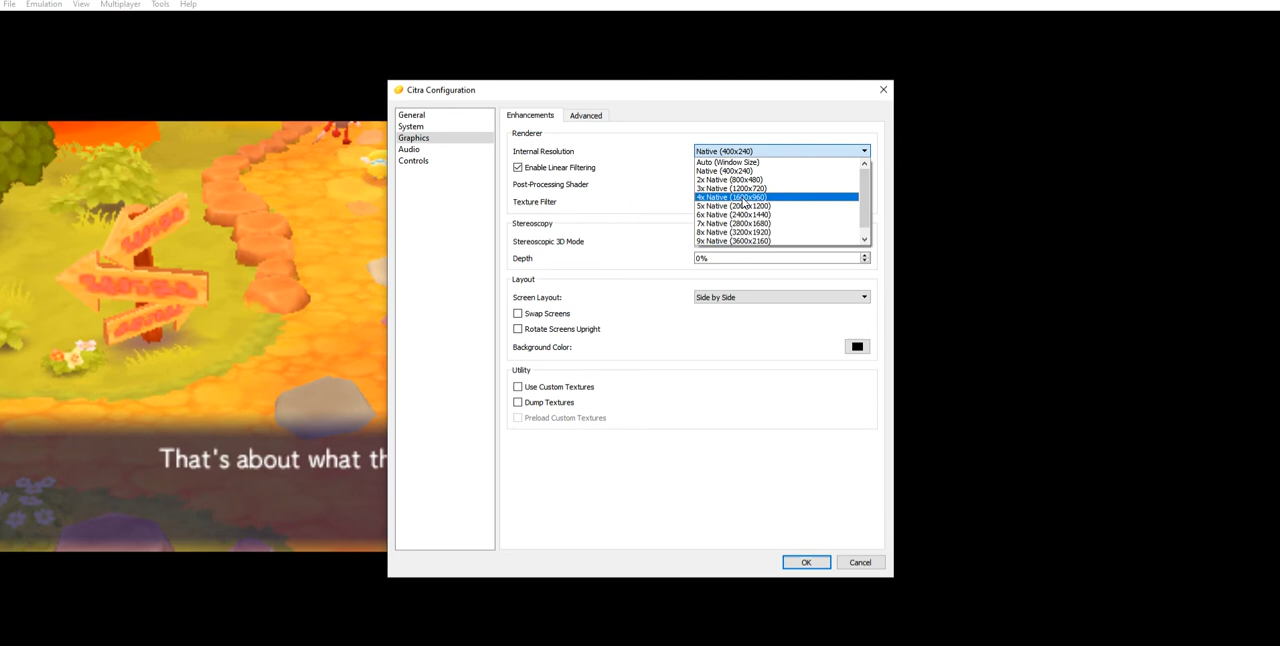 File Emulation View Multiplayer Tools Help
Citra Configuration
General
System
Graphics
Audio
Controls
Enhancements Advanced
Renderer
Internal Resolution Native (400x240)
Auto (Window Size)
Native (400x240)
2x Native (800x480)
3x Native (1200x720)
4x Native (1600x960)
5x Native (2000x1200)
6x Native (2400x1440)
7x Native (2800x1680)
8x Native (3200x1920)
9x Native (3600x2160)
Enable Linear Filtering
Post-Processing Shader
Texture Filter
Stereoscopy
Stereoscopic 3D Mode
Depth 0%
Layout
Screen Layout: Side by Side
Swap Screens
Rotate Screens Upright
Background Color:
Utility
Use Custom Textures
Dump Textures
Preload Custom Textures
OK Cancel
That's about what th